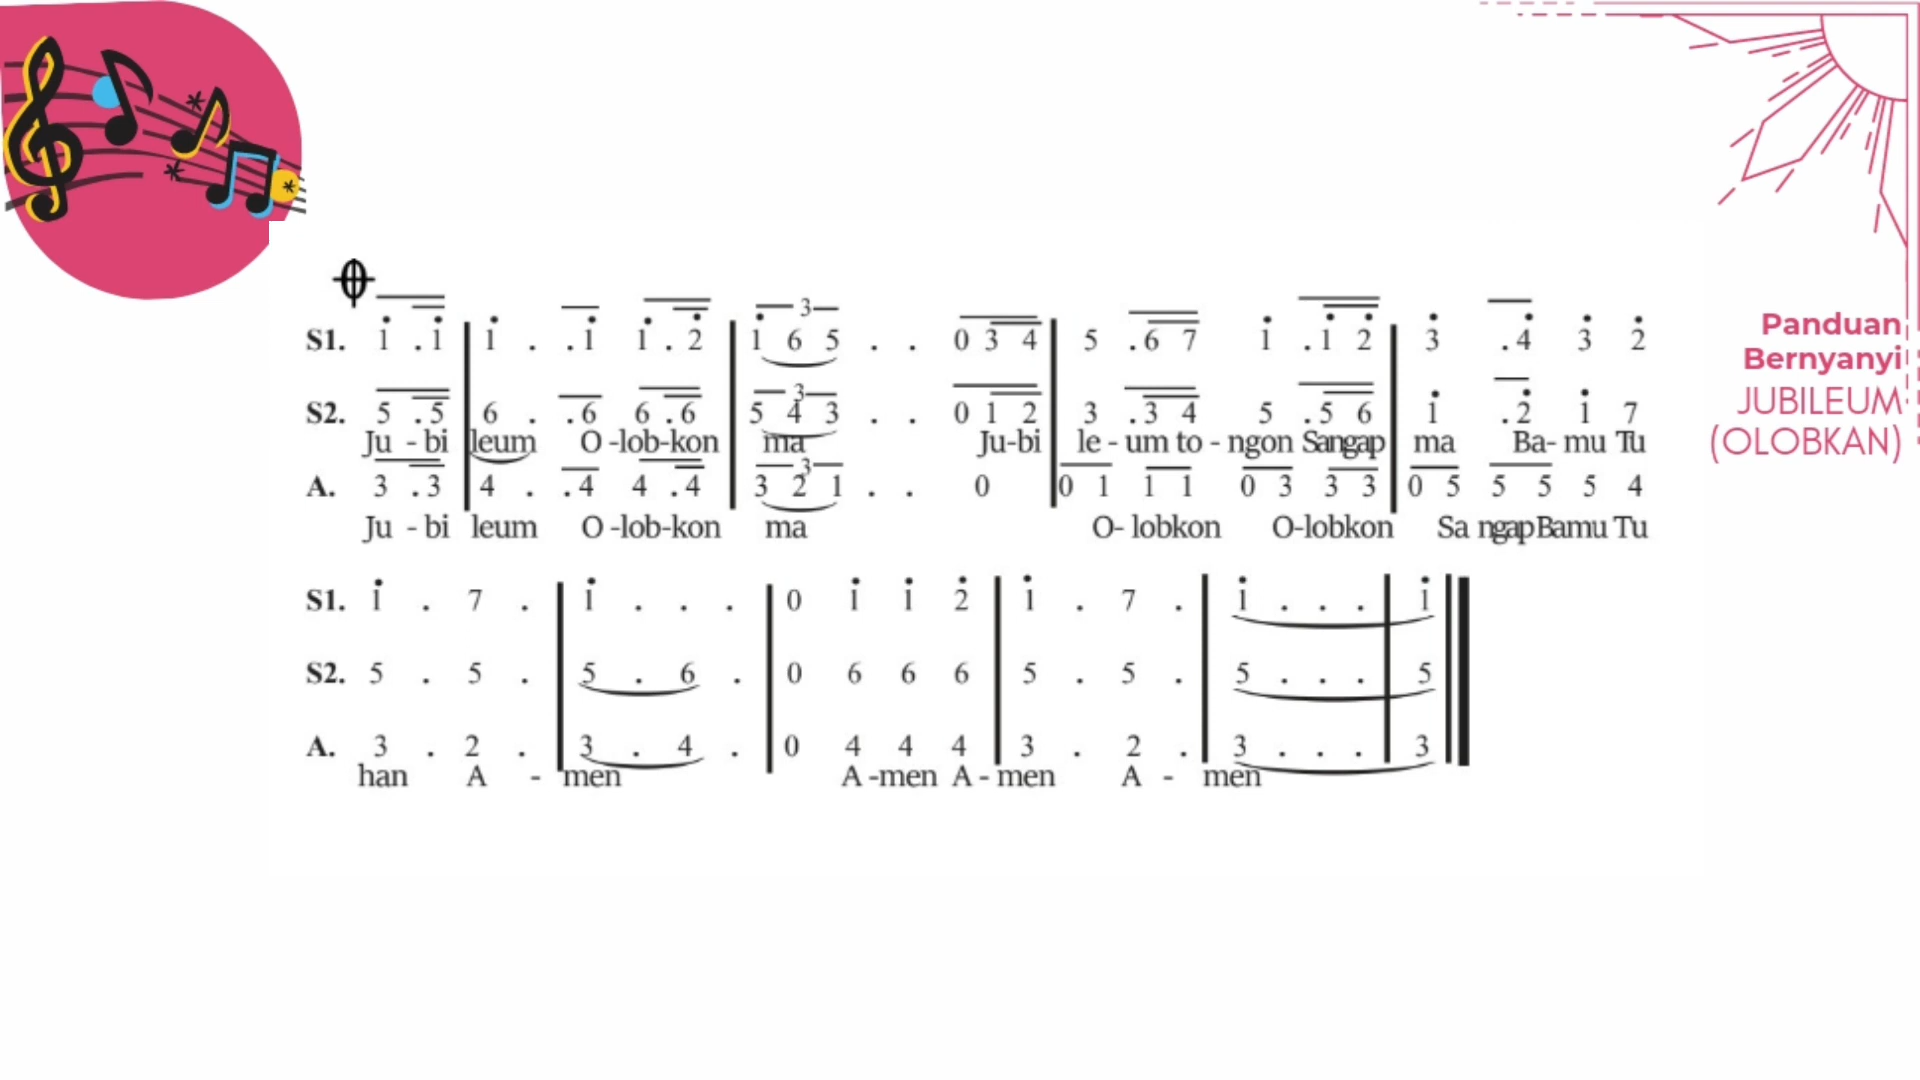 S1. i . i | i . . i i . 2 | i 6 5 . . 0 3 4 | 5 . 6 7 i . i 2 | 3 . 4 3 2
3
S2. 5 . 5 6 . . 6 6 . 6 5 4 3 . . 0 1 2 3 . 3 4 5 . 5 6 i . 2 i 7
3
Ju - bi leum O -lob-kon ma Ju-bi le - um to - ngon Sangap ma Ba- mu Tu
A. 3 . 3 4 . . 4 4 . 4 3 2 1 . . 0 0 1 1 1 0 3 3 3 0 5 5 5 5 4
3
Ju - bi leum O -lob-kon ma O- lobkon O-lobkon Sa ngap Bamu Tu
S1. i . 7 . | i . . . | 0 i i 2 | i . 7 . | i . . . | i
S2. 5 . 5 . 5 . 6 . 0 6 6 6 5 . 5 . 5 . . . 5
A. 3 . 2 . 3 . 4 . 0 4 4 4 3 . 2 . 3 . . . 3
han A - men A -men A - men A - men
Panduan
Bernyanyi
JUBILEUM
(OLOBKAN)